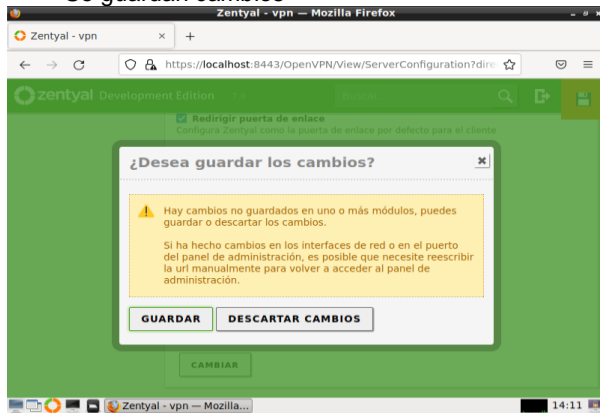 Se guardan cambios
Zentyal - vpn — Mozilla Firefox
Zentyal - vpn
https://localhost:8443/OpenVPN/View/ServerConfiguration?dire
zentyal Development Edition 7.0
Buscar
Redirigir puerta de enlace
Configura Zentyal como la puerta de enlace por defecto para el cliente
¿Desea guardar los cambios?
Hay cambios no guardados en uno o más módulos, puedes
guardar o descartar los cambios.
Si ha hecho cambios en los interfaces de red o en el puerto
del panel de administración, es posible que necesite reescribir
la url manualmente para volver a acceder al panel de
administración.
GUARDAR DESCARTAR CAMBIOS
CAMBIAR
Zentyal - vpn — Mozilla...
14:11